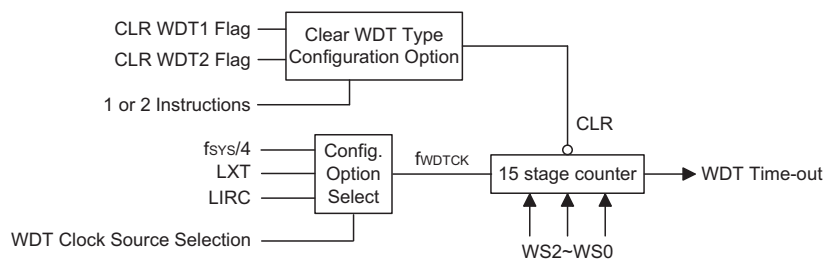 CLR WDT1 Flag
CLR WDT2 Flag
1 or 2 Instructions
Clear WDT Type
Configuration Option
CLR
fSYS/4
LXT
LIRC
WDT Clock Source Selection
Config.
Option
Select
fWDTCK
15 stage counter
WDT Time-out
WS2~WS0